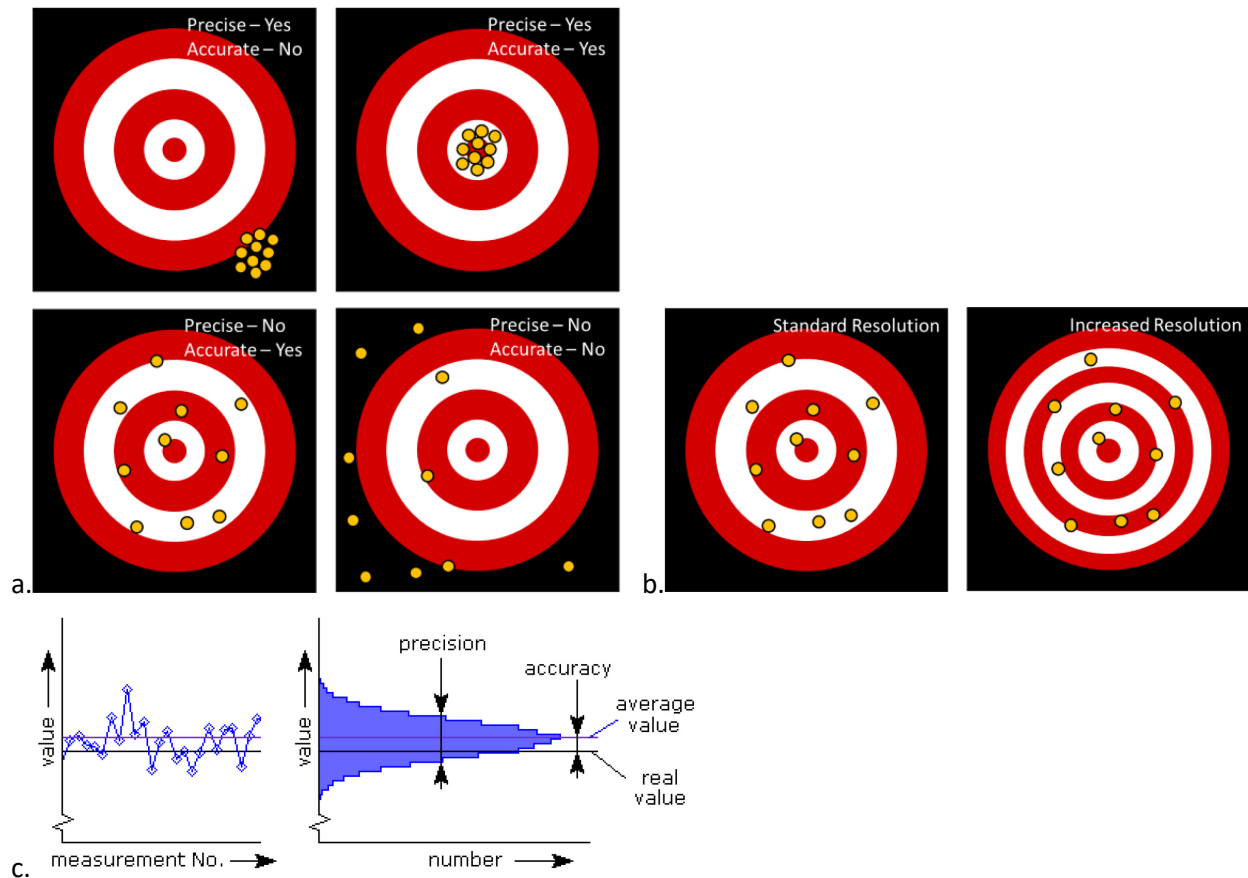 Precise – Yes
Accurate – No
Precise – Yes
Accurate – Yes
Precise – No
Accurate – Yes
Precise – No
Accurate – No
a.
Standard Resolution
Increased Resolution
b.
value
measurement No.
precision
accuracy
average
value
real
value
value
number
c.